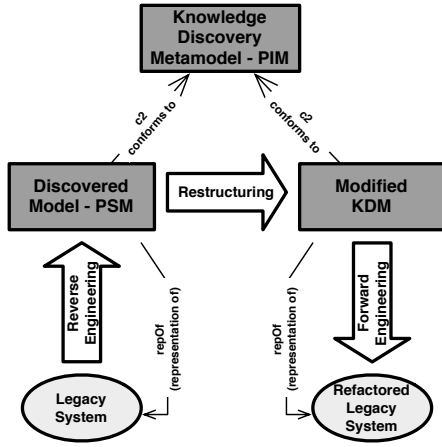 Knowledge
Discovery
Metamodel - PIM
c2
conforms to
c2
conforms to
Discovered
Model - PSM
Restructuring
Modified
KDM
Reverse
Engineering
repOf
(representation of)
repOf
(representation of)
Forward
Engineering
Legacy
System
Refactored
Legacy
System